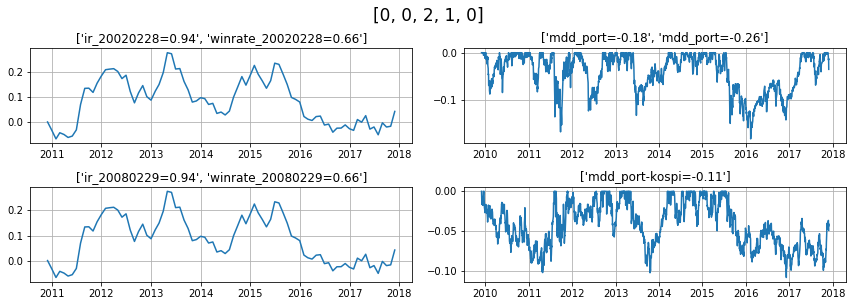 [0, 0, 2, 1, 0]
['ir_20020228=0.94', 'winrate_20020228=0.66']
0.2
0.1
0.0
2011 2012 2013 2014 2015 2016 2017 2018
['mdd_port=-0.18', 'mdd_port=-0.26']
0.0
−0.1
2010 2011 2012 2013 2014 2015 2016 2017 2018
['ir_20080229=0.94', 'winrate_20080229=0.66']
0.2
0.1
0.0
2011 2012 2013 2014 2015 2016 2017 2018
['mdd_port-kospi=-0.11']
0.00
−0.05
−0.10
2010 2011 2012 2013 2014 2015 2016 2017 2018